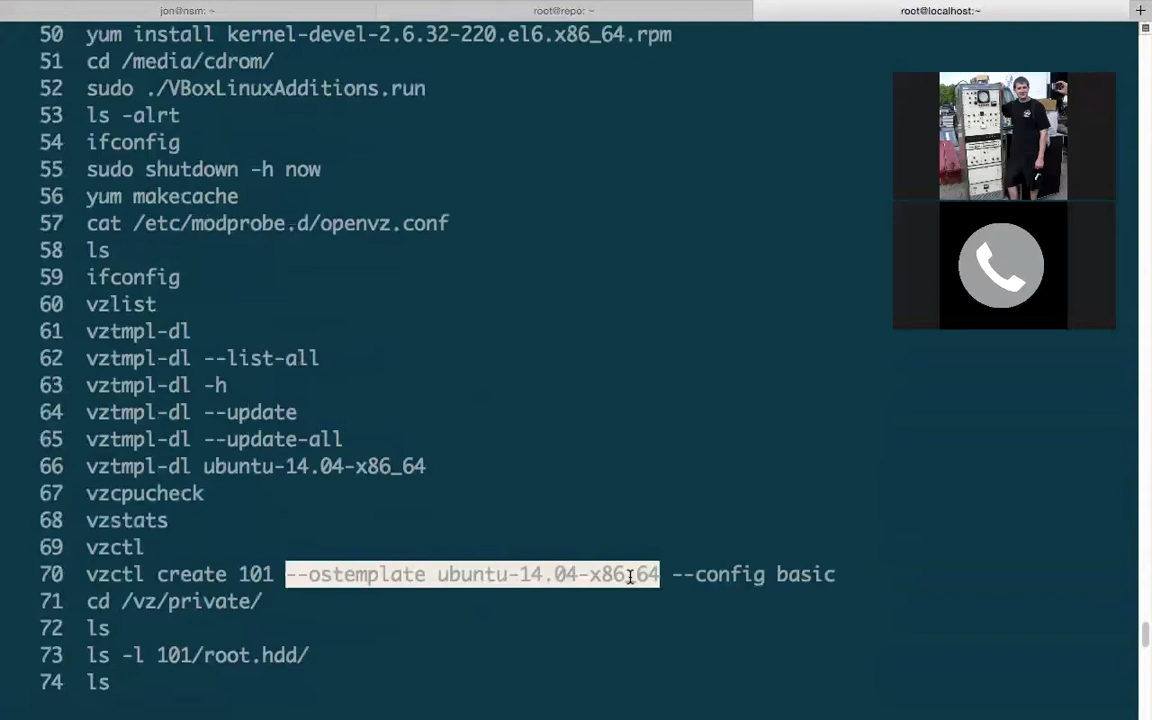 jon@nsm: ~
root@repo: ~
root@localhost:~
50 yum install kernel-devel-2.6.32-220.el6.x86_64.rpm
51 cd /media/cdrom/
52 sudo ./VBoxLinuxAdditions.run
53 ls -alrt
54 ifconfig
55 sudo shutdown -h now
56 yum makecache
57 cat /etc/modprobe.d/openvz.conf
58 ls
59 ifconfig
60 vzlist
61 vztmpl-dl
62 vztmpl-dl --list-all
63 vztmpl-dl -h
64 vztmpl-dl --update
65 vztmpl-dl --update-all
66 vztmpl-dl ubuntu-14.04-x86_64
67 vzcpucheck
68 vzstats
69 vzctl
70 vzctl create 101 --ostemplate ubuntu-14.04-x86_64 --config basic
71 cd /vz/private/
72 ls
73 ls -l 101/root.hdd/
74 ls